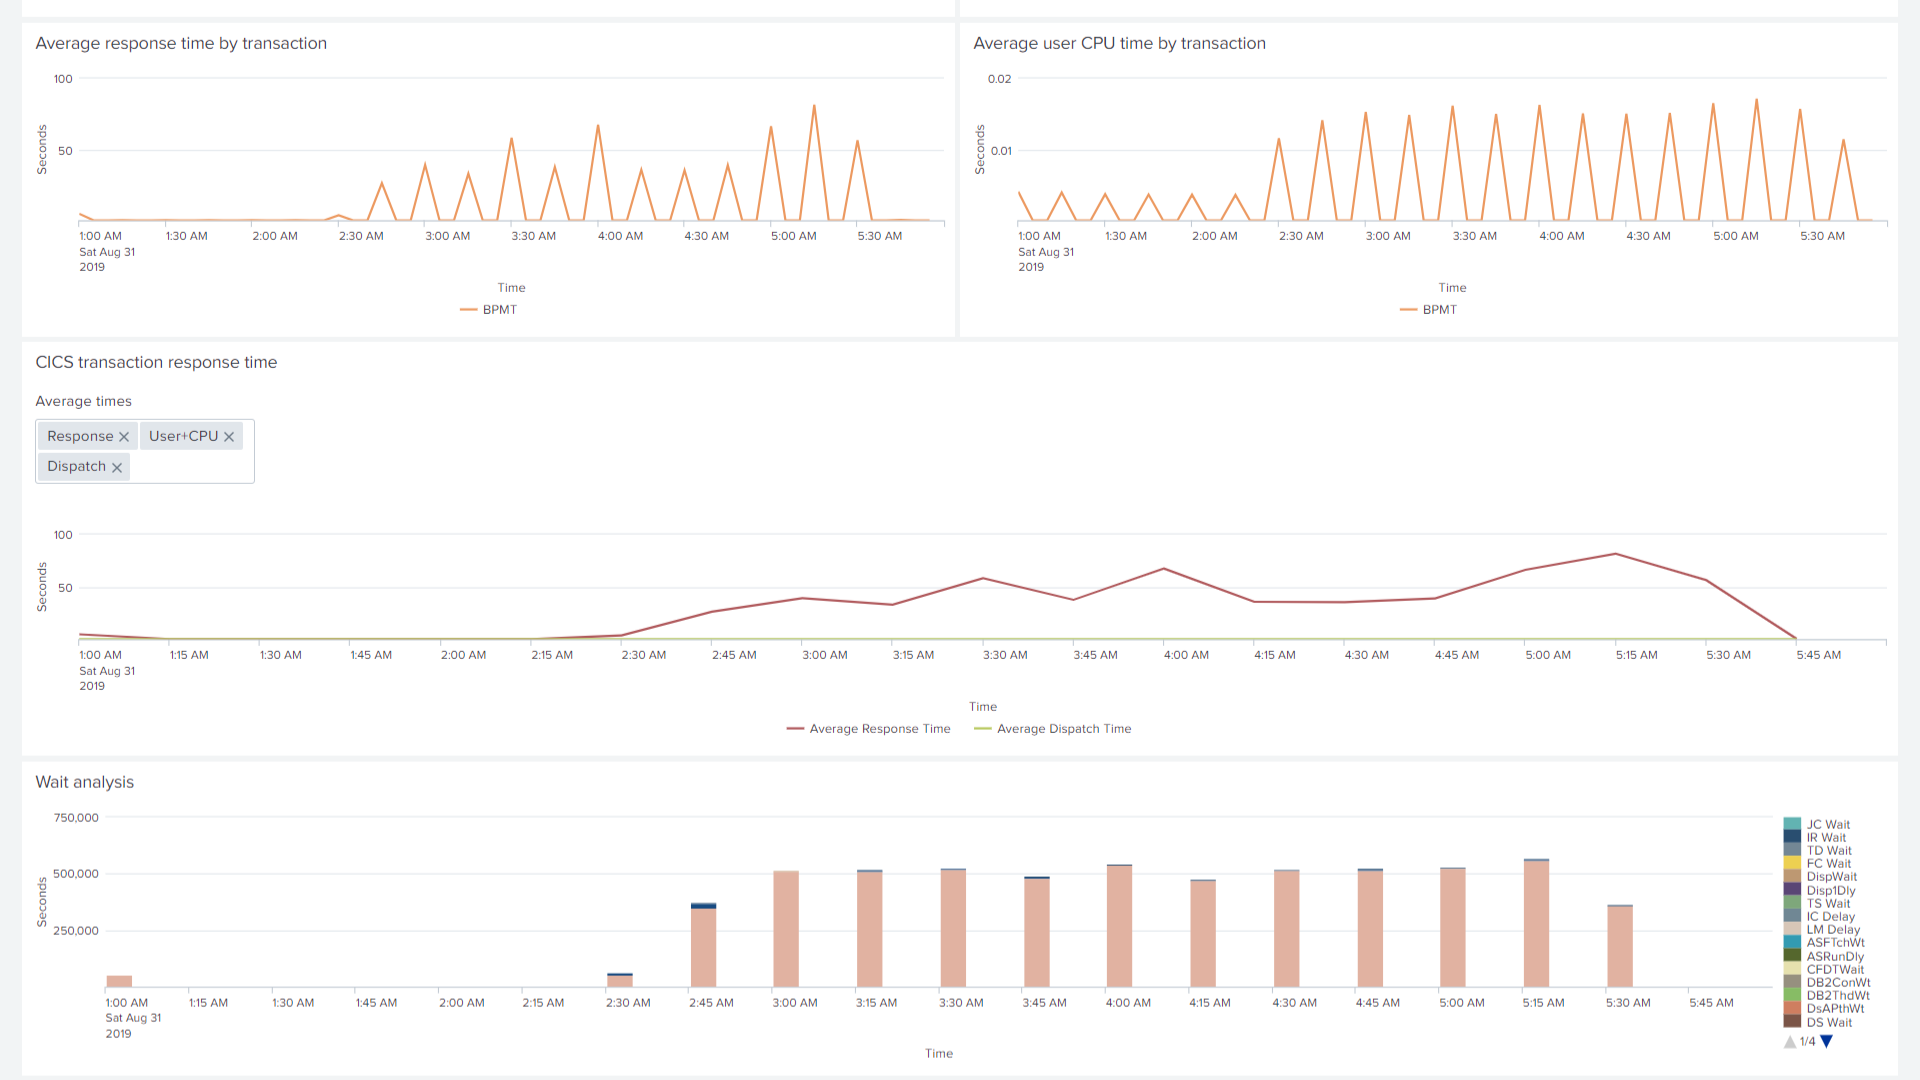 Average response time by transaction
100
50
Seconds
1:00 AM 1:30 AM 2:00 AM 2:30 AM 3:00 AM 3:30 AM 4:00 AM 4:30 AM 5:00 AM 5:30 AM
Sat Aug 31
2019
Time
BPMT
Average user CPU time by transaction
0.02
0.01
Seconds
1:00 AM 1:30 AM 2:00 AM 2:30 AM 3:00 AM 3:30 AM 4:00 AM 4:30 AM 5:00 AM 5:30 AM
Sat Aug 31
2019
Time
BPMT
CICS transaction response time
Average times
Response User+CPU
Dispatch
100
50
Seconds
1:00 AM 1:15 AM 1:30 AM 1:45 AM 2:00 AM 2:15 AM 2:30 AM 2:45 AM 3:00 AM 3:15 AM 3:30 AM 3:45 AM 4:00 AM 4:15 AM 4:30 AM 4:45 AM 5:00 AM 5:15 AM 5:30 AM 5:45 AM
Sat Aug 31
2019
Time
Average Response Time Average Dispatch Time
Wait analysis
750,000
500,000
250,000
Seconds
1:00 AM 1:15 AM 1:30 AM 1:45 AM 2:00 AM 2:15 AM 2:30 AM 2:45 AM 3:00 AM 3:15 AM 3:30 AM 3:45 AM 4:00 AM 4:15 AM 4:30 AM 4:45 AM 5:00 AM 5:15 AM 5:30 AM 5:45 AM
Sat Aug 31
2019
Time
JC Wait
IR Wait
TD Wait
FC Wait
DispWait
Disp1Dly
TS Wait
IC Delay
LM Delay
ASFTchWt
ASRunDly
CFDTWait
DB2ConWt
DB2ThdWt
DsAPthWt
DS Wait
1/4